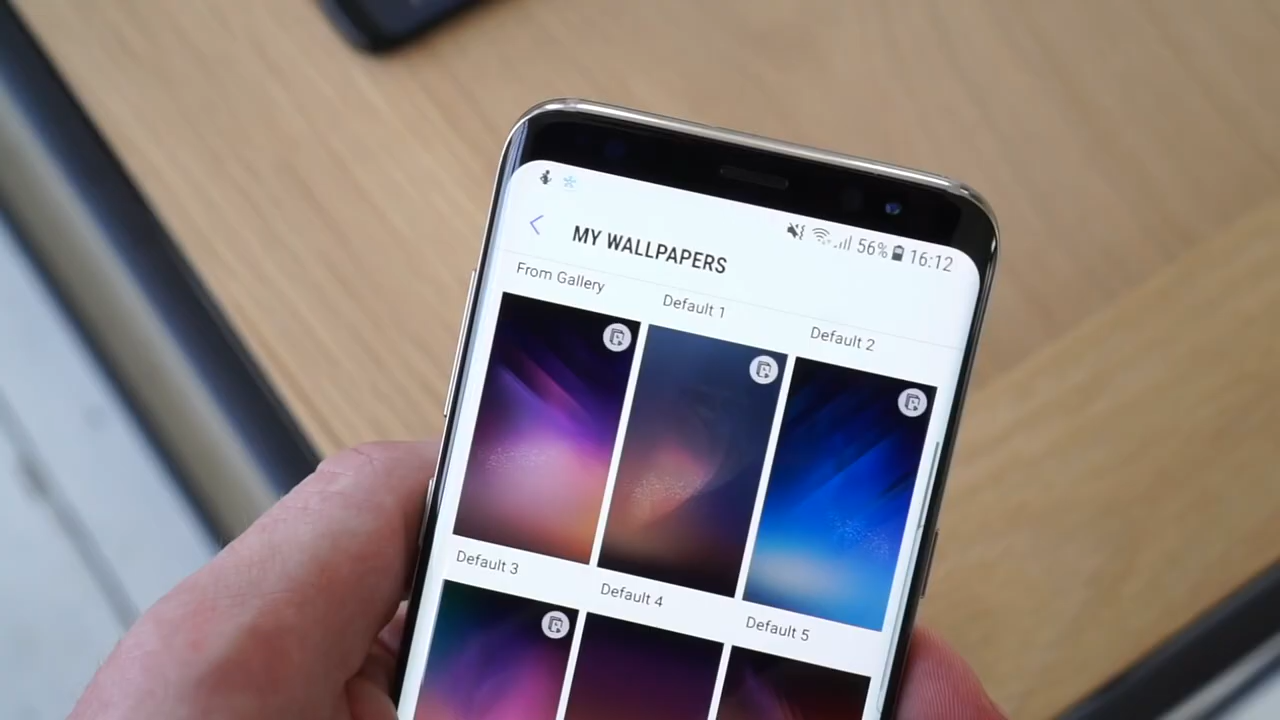 56% 16:12
MY WALLPAPERS
From Gallery
Default 1
Default 2
Default 3
Default 4
Default 5